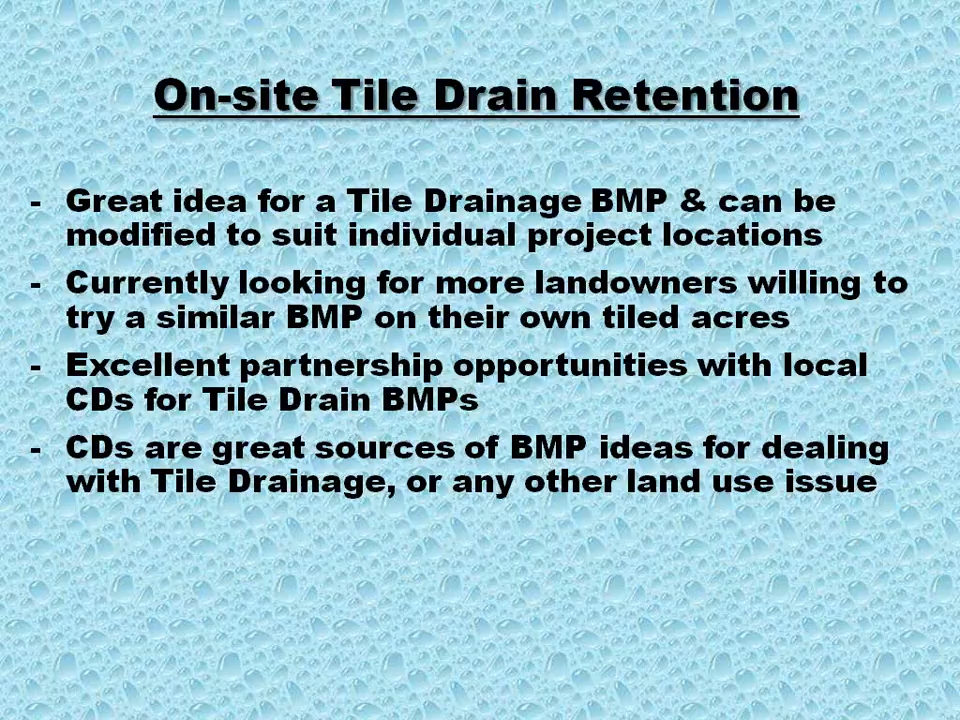 On-site Tile Drain Retention
- Great idea for a Tile Drainage BMP & can be
modified to suit individual project locations
- Currently looking for more landowners willing to
try a similar BMP on their own tiled acres
- Excellent partnership opportunities with local
CDs for Tile Drain BMPs
- CDs are great sources of BMP ideas for dealing
with Tile Drainage, or any other land use issue